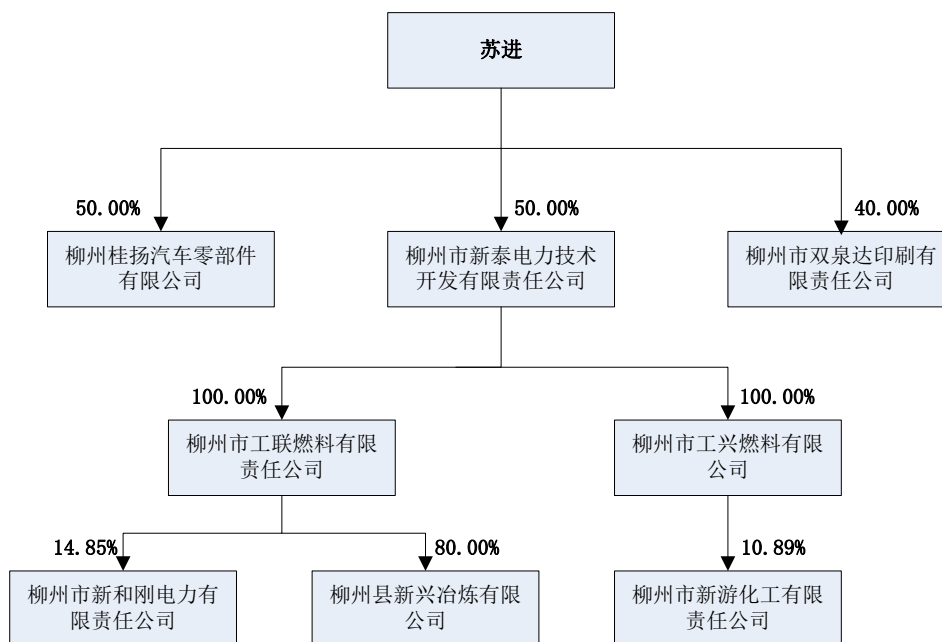 苏进
50.00%
50.00%
40.00%
柳州桂扬汽车零部件
有限公司
柳州市新泰电力技术
开发有限责任公司
柳州市双泉达印刷有
限责任公司
100.00%
100.00%
柳州市工联燃料有限
责任公司
柳州市工兴燃料有限
公司
14.85%
80.00%
10.89%
柳州市新和刚电力有
限责任公司
柳州县新兴冶炼有限
公司
柳州市新游化工有限
责任公司